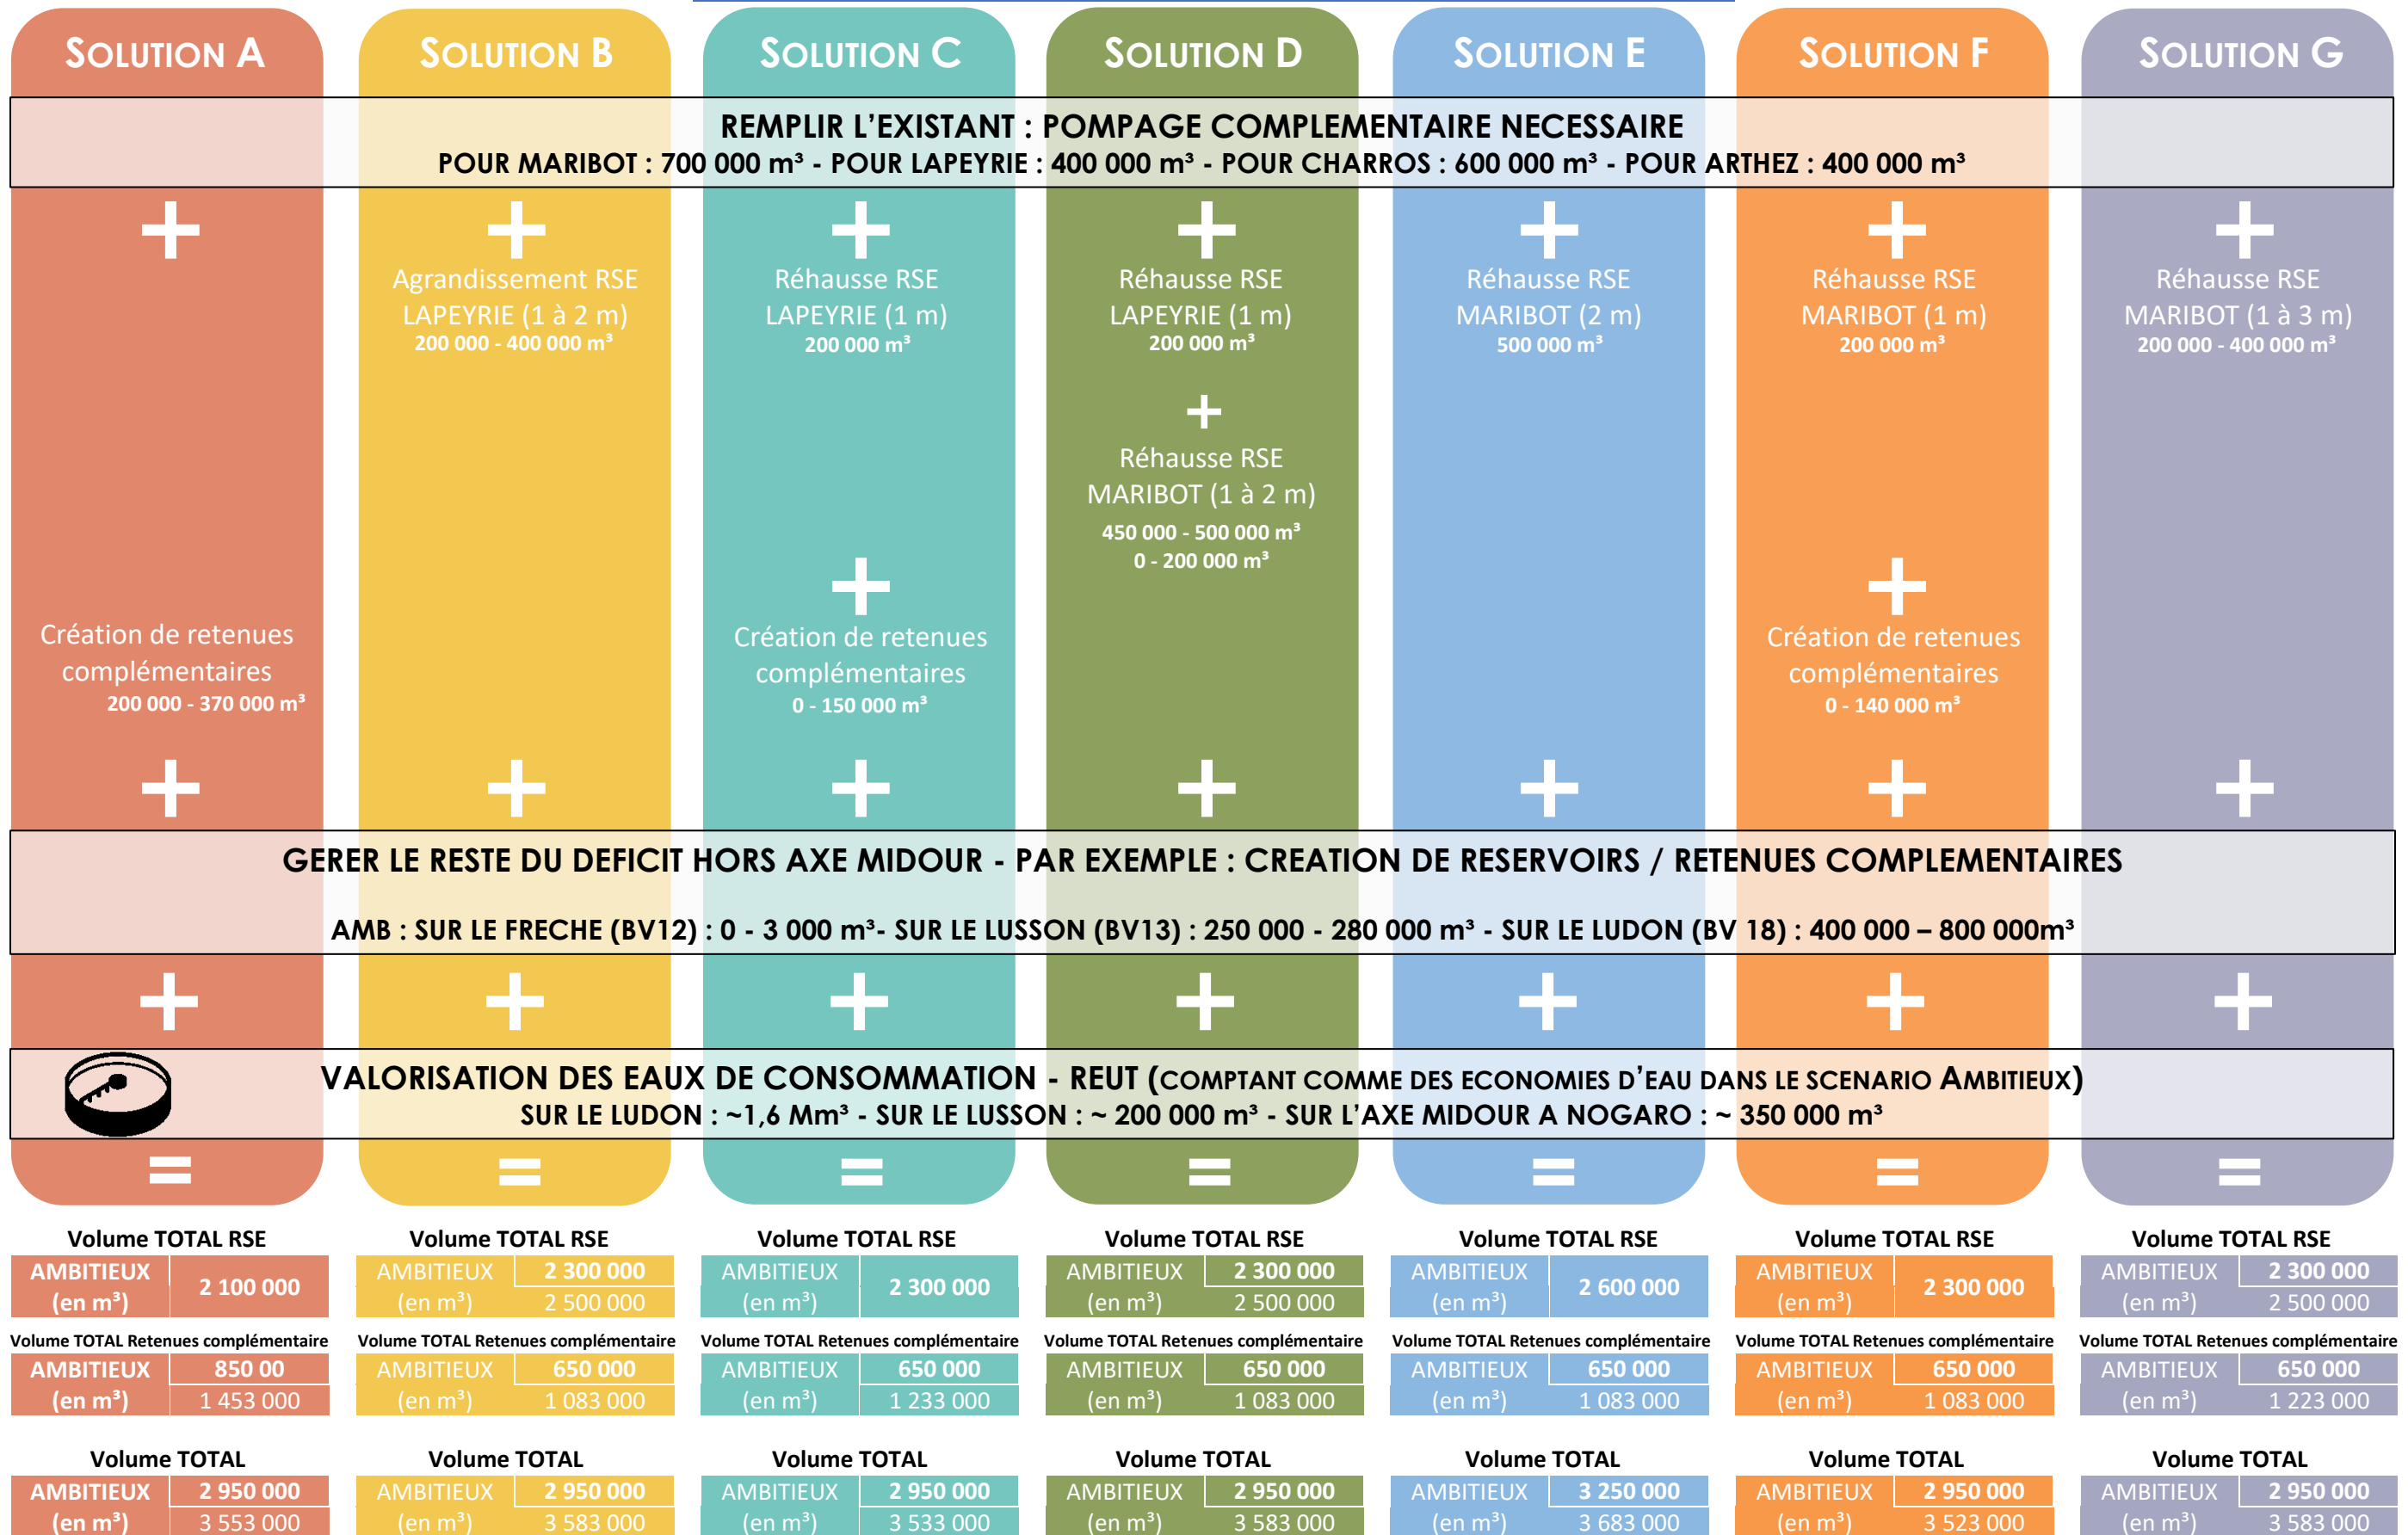 SOLUTION A
SOLUTION B
SOLUTION C
SOLUTION D
SOLUTION E
SOLUTION F
SOLUTION G
REMPLIR L'EXISTANT : POMPAGE COMPLEMENTAIRE NECESSAIRE
POUR MARIBOT : 700 000 m³ - POUR LAPEYRIE : 400 000 m³ - POUR CHARROS : 600 000 m³ - POUR ARTHEZ : 400 000 m³
+
+
+
+
+
+
+
Agrandissement RSE
LAPEYRIE (1 à 2 m)
200 000 - 400 000 m³
Réhausse RSE
LAPEYRIE (1 m)
200 000 m³
Réhausse RSE
LAPEYRIE (1 m)
200 000 m³
+
Réhausse RSE
MARIBOT (1 à 2 m)
450 000 - 500 000 m³
0 - 200 000 m³
Réhausse RSE
MARIBOT (2 m)
500 000 m³
Réhausse RSE
MARIBOT (1 m)
200 000 m³
Réhausse RSE
MARIBOT (1 à 3 m)
200 000 - 400 000 m³
Création de retenues
complémentaires
200 000 - 370 000 m³
+
Création de retenues
complémentaires
0 - 150 000 m³
+
Création de retenues
complémentaires
0 - 140 000 m³
+
+
+
+
+
+
+
GERER LE RESTE DU DEFICIT HORS AXE MIDOUR - PAR EXEMPLE : CREATION DE RESERVOIRS / RETENUES COMPLEMENTAIRES
AMB : SUR LE FRECHE (BV12) : 0 - 3 000 m³- SUR LE LUSSON (BV13) : 250 000 - 280 000 m³ - SUR LE LUDON (BV 18) : 400 000 – 800 000m³
+
+
+
+
+
+
+
VALORISATION DES EAUX DE CONSOMMATION - REUT (COMPTANT COMME DES ECONOMIES D'EAU DANS LE SCENARIO AMBITIEUX)
SUR LE LUDON : ~1,6 Mm³ - SUR LE LUSSON : ~ 200 000 m³ - SUR L'AXE MIDOUR A NOGARO : ~ 350 000 m³
=
=
=
=
=
=
=
Volume TOTAL RSE
AMBITIEUX
(en m³)
2 100 000
Volume TOTAL RSE
AMBITIEUX
(en m³)
2 300 000
2 500 000
Volume TOTAL RSE
AMBITIEUX
(en m³)
2 300 000
Volume TOTAL RSE
AMBITIEUX
(en m³)
2 300 000
2 500 000
Volume TOTAL RSE
AMBITIEUX
(en m³)
2 600 000
Volume TOTAL RSE
AMBITIEUX
(en m³)
2 300 000
Volume TOTAL RSE
AMBITIEUX
(en m³)
2 300 000
2 500 000
Volume TOTAL Retenues complémentaire
AMBITIEUX
(en m³)
850 00
1 453 000
Volume TOTAL Retenues complémentaire
AMBITIEUX
(en m³)
650 000
1 083 000
Volume TOTAL Retenues complémentaire
AMBITIEUX
(en m³)
650 000
1 233 000
Volume TOTAL Retenues complémentaire
AMBITIEUX
(en m³)
650 000
1 083 000
Volume TOTAL Retenues complémentaire
AMBITIEUX
(en m³)
650 000
1 083 000
Volume TOTAL Retenues complémentaire
AMBITIEUX
(en m³)
650 000
1 083 000
Volume TOTAL Retenues complémentaire
AMBITIEUX
(en m³)
650 000
1 223 000
Volume TOTAL
AMBITIEUX
(en m³)
2 950 000
3 553 000
Volume TOTAL
AMBITIEUX
(en m³)
2 950 000
3 583 000
Volume TOTAL
AMBITIEUX
(en m³)
2 950 000
3 533 000
Volume TOTAL
AMBITIEUX
(en m³)
2 950 000
3 583 000
Volume TOTAL
AMBITIEUX
(en m³)
3 250 000
3 683 000
Volume TOTAL
AMBITIEUX
(en m³)
2 950 000
3 523 000
Volume TOTAL
AMBITIEUX
(en m³)
2 950 000
3 583 000